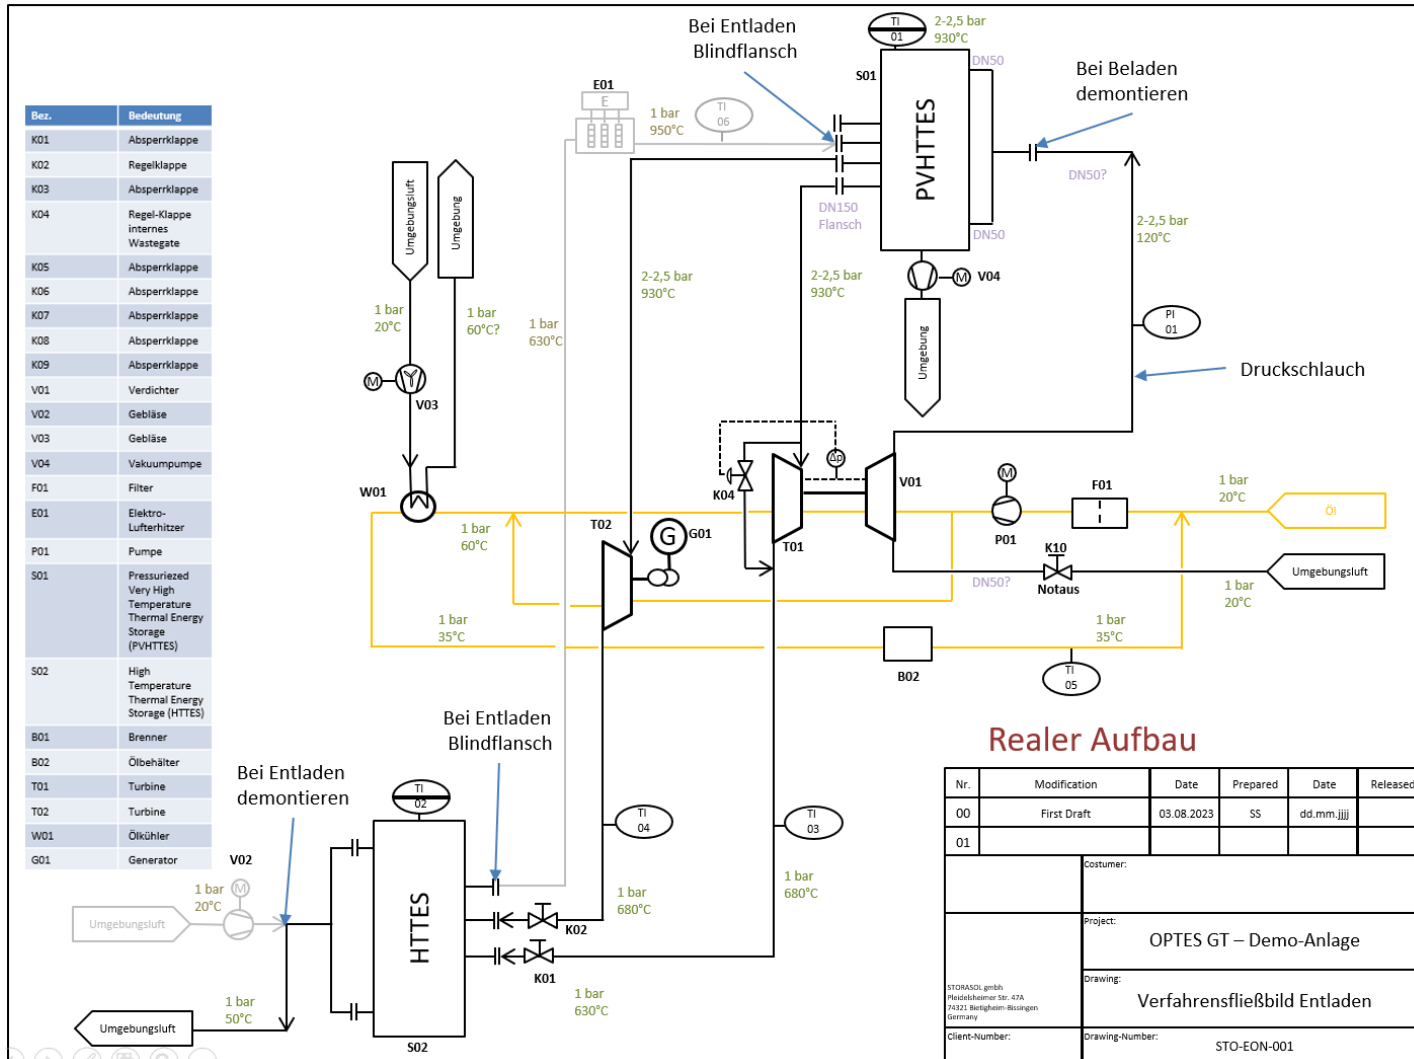 Bez. Bedeutung
K01 Absperrklappe
K02 Regelklappe
K03 Absperrklappe
K04 Regel-Klappe
internes
Wastegate
K05 Absperrklappe
K06 Absperrklappe
K07 Absperrklappe
K08 Absperrklappe
K09 Absperrklappe
V01 Verdichter
V02 Gebläse
V03 Gebläse
V04 Vakuumpumpe
F01 Filter
E01 Elektro-
Lufterhitzer
P01 Pumpe
S01 Pressuriezed
Very High
Temperature
Thermal Energy
Storage
(PVHTTES)
S02 High
Temperature
Thermal Energy
Storage (HTTES)
B01 Brenner
B02 Ölbehälter
T01 Turbine
T02 Turbine
W01 Ölkühler
G01 Generator
Bei Entladen
Blindflansch
TI
01
2-2,5 bar
930°C
S01
DN50
PVHTTES
DN50
Bei Beladen
demontieren
E01
E
1 bar
950°C
TI
06
DN150
Flansch
DN50?
2-2,5 bar
120°C
Umgebungsluft
Umgebung
2-2,5 bar
930°C
2-2,5 bar
930°C
M
V04
Umgebung
1 bar
20°C
1 bar
60°C?
1 bar
630°C
PI
01
Druckschlauch
M
V03
W01
K04
Δp
V01
T01
M
P01
F01
1 bar
20°C
Öl
1 bar
60°C
T02
G
G01
K10
Notaus
DN50?
Umgebungsluft
1 bar
20°C
1 bar
35°C
1 bar
35°C
B02
TI
05
Bei Entladen
Blindflansch
Bei Entladen
demontieren
TI
02
TI
04
TI
03
V02
M
1 bar
20°C
Umgebungsluft
HTTES
1 bar
680°C
1 bar
680°C
K02
K01
1 bar
630°C
1 bar
50°C
Umgebungsluft
S02
Realer Aufbau
Nr. Modification Date Prepared Date Released
00 First Draft 03.08.2023 SS dd.mm.jjjj
01
Costumer:
Project:
OPTES GT – Demo-Anlage
STORASOL gmbh
Pleidelsheimer Str. 47A
74321 Bietigheim-Bissingen
Germany
Drawing:
Verfahrensfließbild Entladen
Client-Number:
Drawing-Number:
STO-EON-001